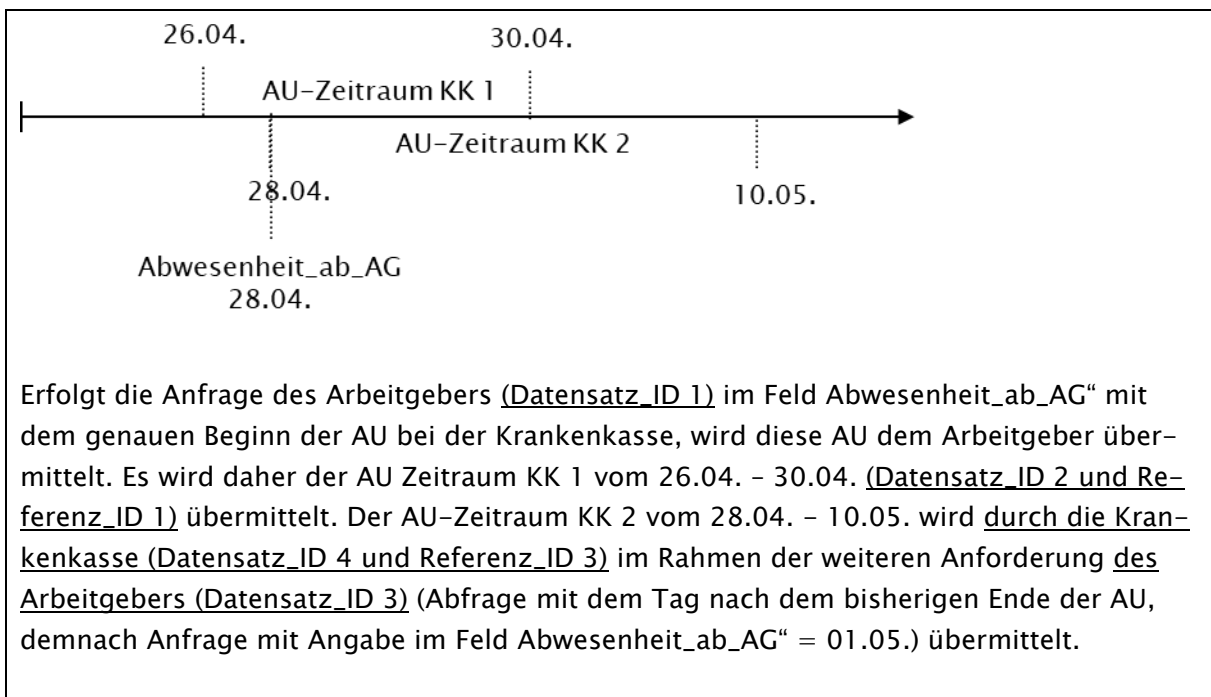 26.04. 30.04.
AU-Zeitraum KK 1
AU-Zeitraum KK 2
28.04. 10.05.
Abwesenheit_ab_AG
28.04.
Erfolgt die Anfrage des Arbeitgebers (Datensatz_ID 1) im Feld Abwesenheit_ab_AG“ mit
dem genauen Beginn der AU bei der Krankenkasse, wird diese AU dem Arbeitgeber über-
mittelt. Es wird daher der AU Zeitraum KK 1 vom 26.04. – 30.04. (Datensatz_ID 2 und Re-
ferenz_ID 1) übermittelt. Der AU-Zeitraum KK 2 vom 28.04. – 10.05. wird durch die Kran-
kenkasse (Datensatz_ID 4 und Referenz_ID 3) im Rahmen der weiteren Anforderung des
Arbeitgebers (Datensatz_ID 3) (Abfrage mit dem Tag nach dem bisherigen Ende der AU,
demnach Anfrage mit Angabe im Feld Abwesenheit_ab_AG“ = 01.05.) übermittelt.